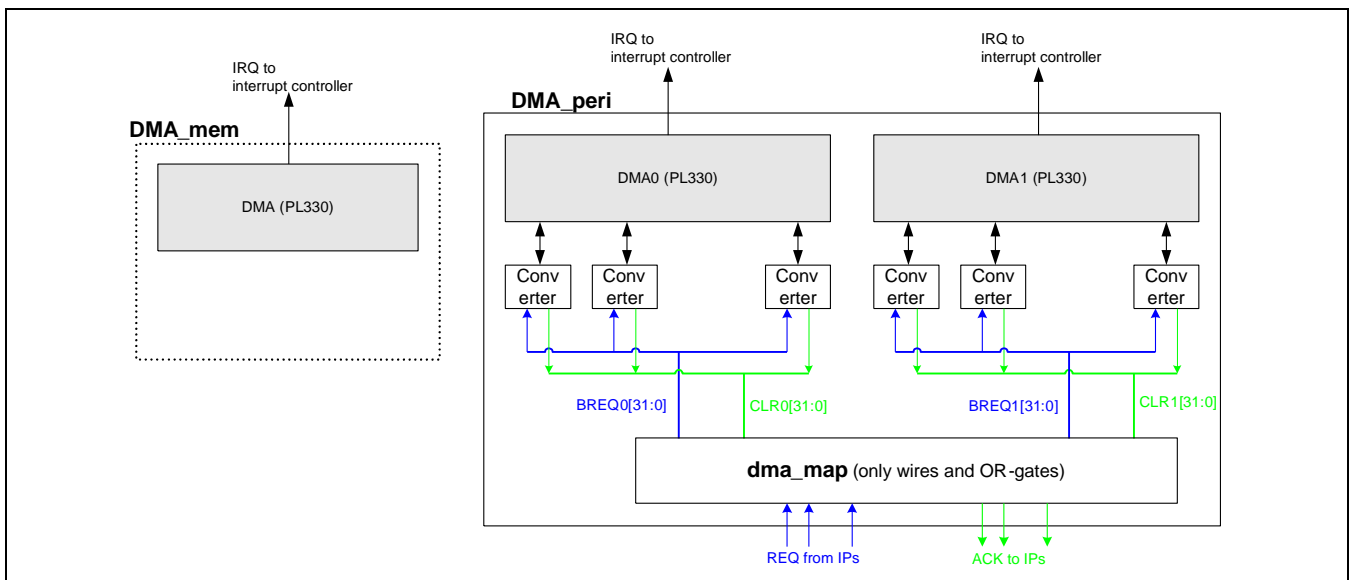 IRQ to
interrupt controller
DMA_mem
DMA (PL330)
IRQ to
interrupt controller
IRQ to
interrupt controller
DMA_peri
DMA0 (PL330)
DMA1 (PL330)
Conv
erter
Conv
erter
Conv
erter
Conv
erter
Conv
erter
Conv
erter
BREQ0[31:0]
CLR0[31:0]
BREQ1[31:0]
CLR1[31:0]
dma_map (only wires and OR-gates)
REQ from IPs
ACK to IPs